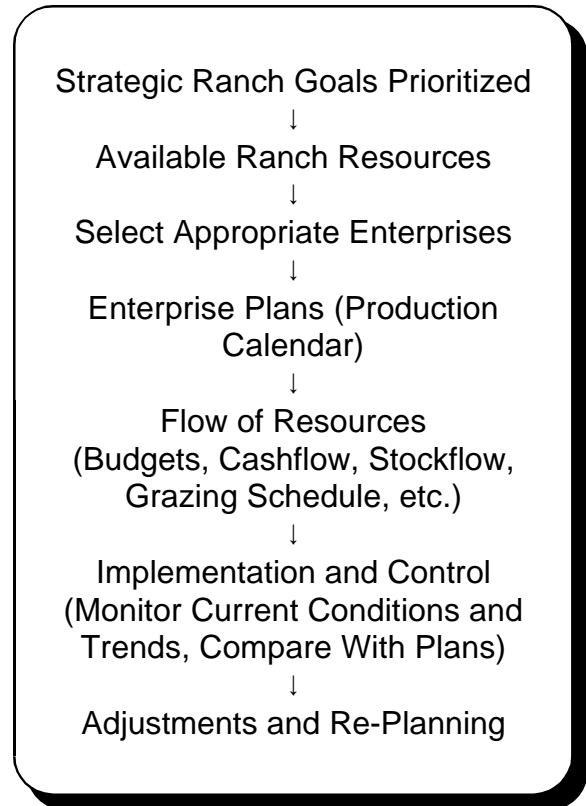 Strategic Ranch Goals Prioritized
↓
Available Ranch Resources
↓
Select Appropriate Enterprises
↓
Enterprise Plans (Production
Calendar)
↓
Flow of Resources
(Budgets, Cashflow, Stockflow,
Grazing Schedule, etc.)
↓
Implementation and Control
(Monitor Current Conditions and
Trends, Compare With Plans)
↓
Adjustments and Re-Planning